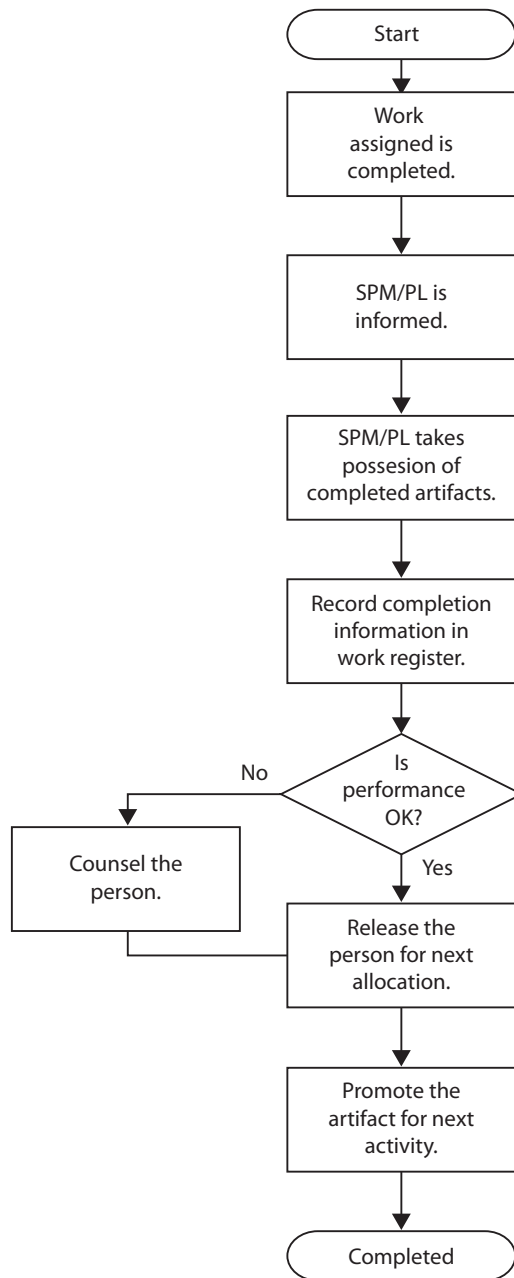 Start
Work
assigned is
completed.
SPM/PL is
informed.
SPM/PL takes
possesion of
completed artifacts.
Record completion
information in
work register.
Is
performance
OK?
No
Yes
Counsel the
person.
Release the
person for next
allocation.
Promote the
artifact for next
activity.
Completed